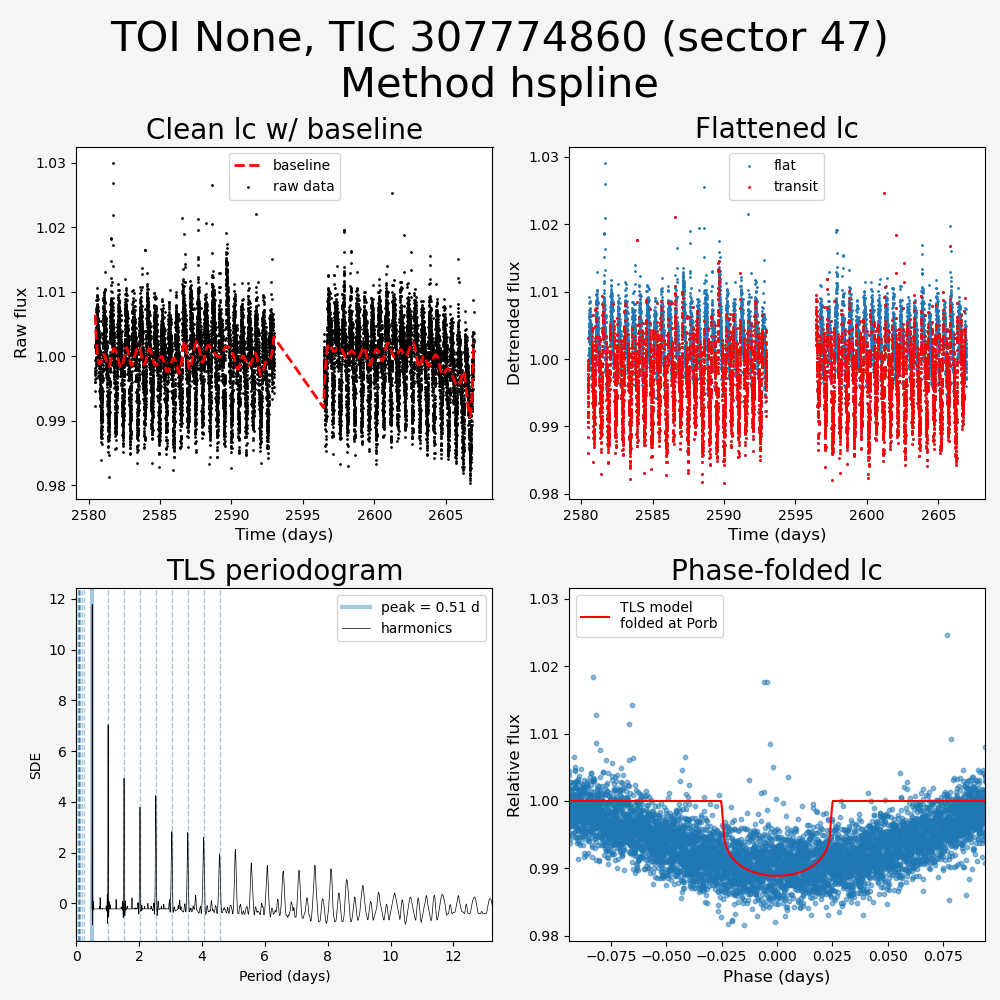 TOI None, TIC 307774860 (sector 47)
Method hspline
Clean lc w/ baseline
baseline
raw data
1.03
1.02
1.01
1.00
0.99
0.98
Raw flux
2580
2585
2590
2595
2600
2605
Time (days)
Flattened lc
flat
transit
1.03
1.02
1.01
1.00
0.99
0.98
Detrended flux
2580
2585
2590
2595
2600
2605
Time (days)
TLS periodogram
peak = 0.51 d
harmonics
12
10
8
6
4
2
0
SDE
0
2
4
6
8
10
12
Period (days)
Phase-folded lc
TLS model
folded at Porb
1.03
1.02
1.01
1.00
0.99
0.98
Relative flux
−0.075
−0.050
−0.025
0.000
0.025
0.050
0.075
Phase (days)